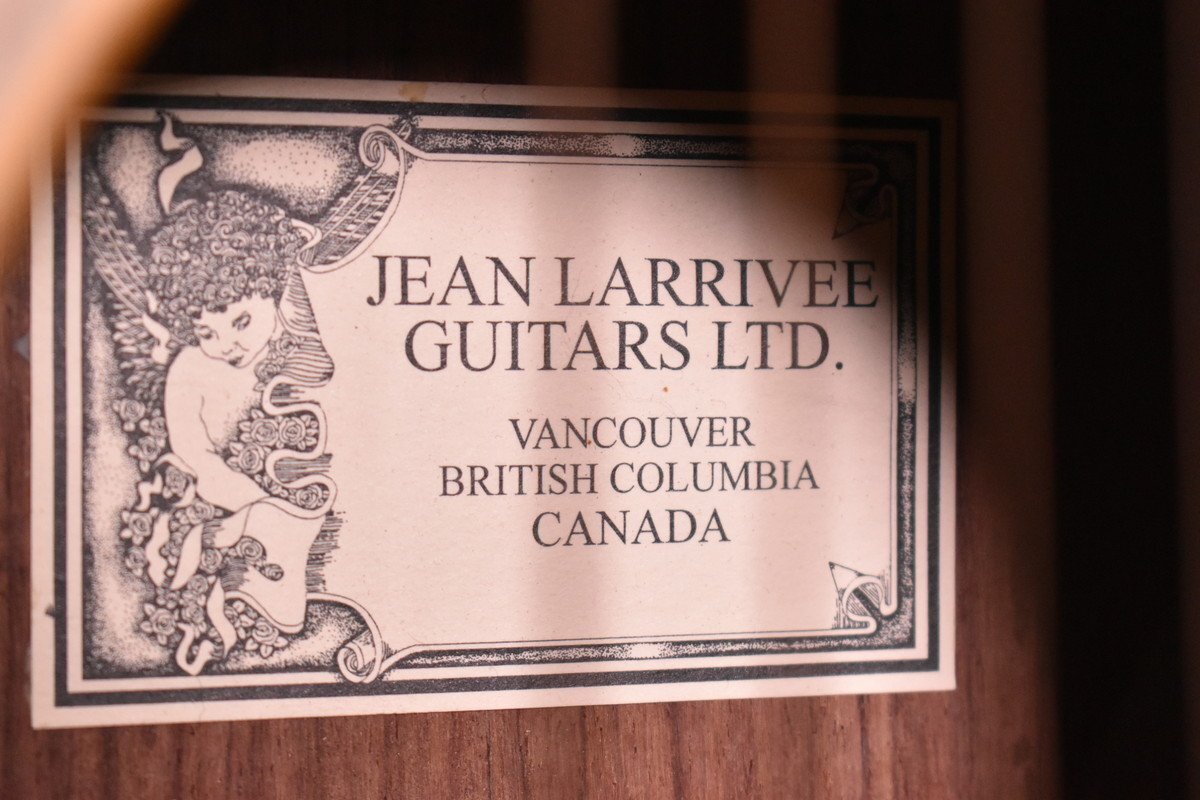 JEAN LARRIVEE
GUITARS LTD.
VANCOUVER
BRITISH COLUMBIA
CANADA